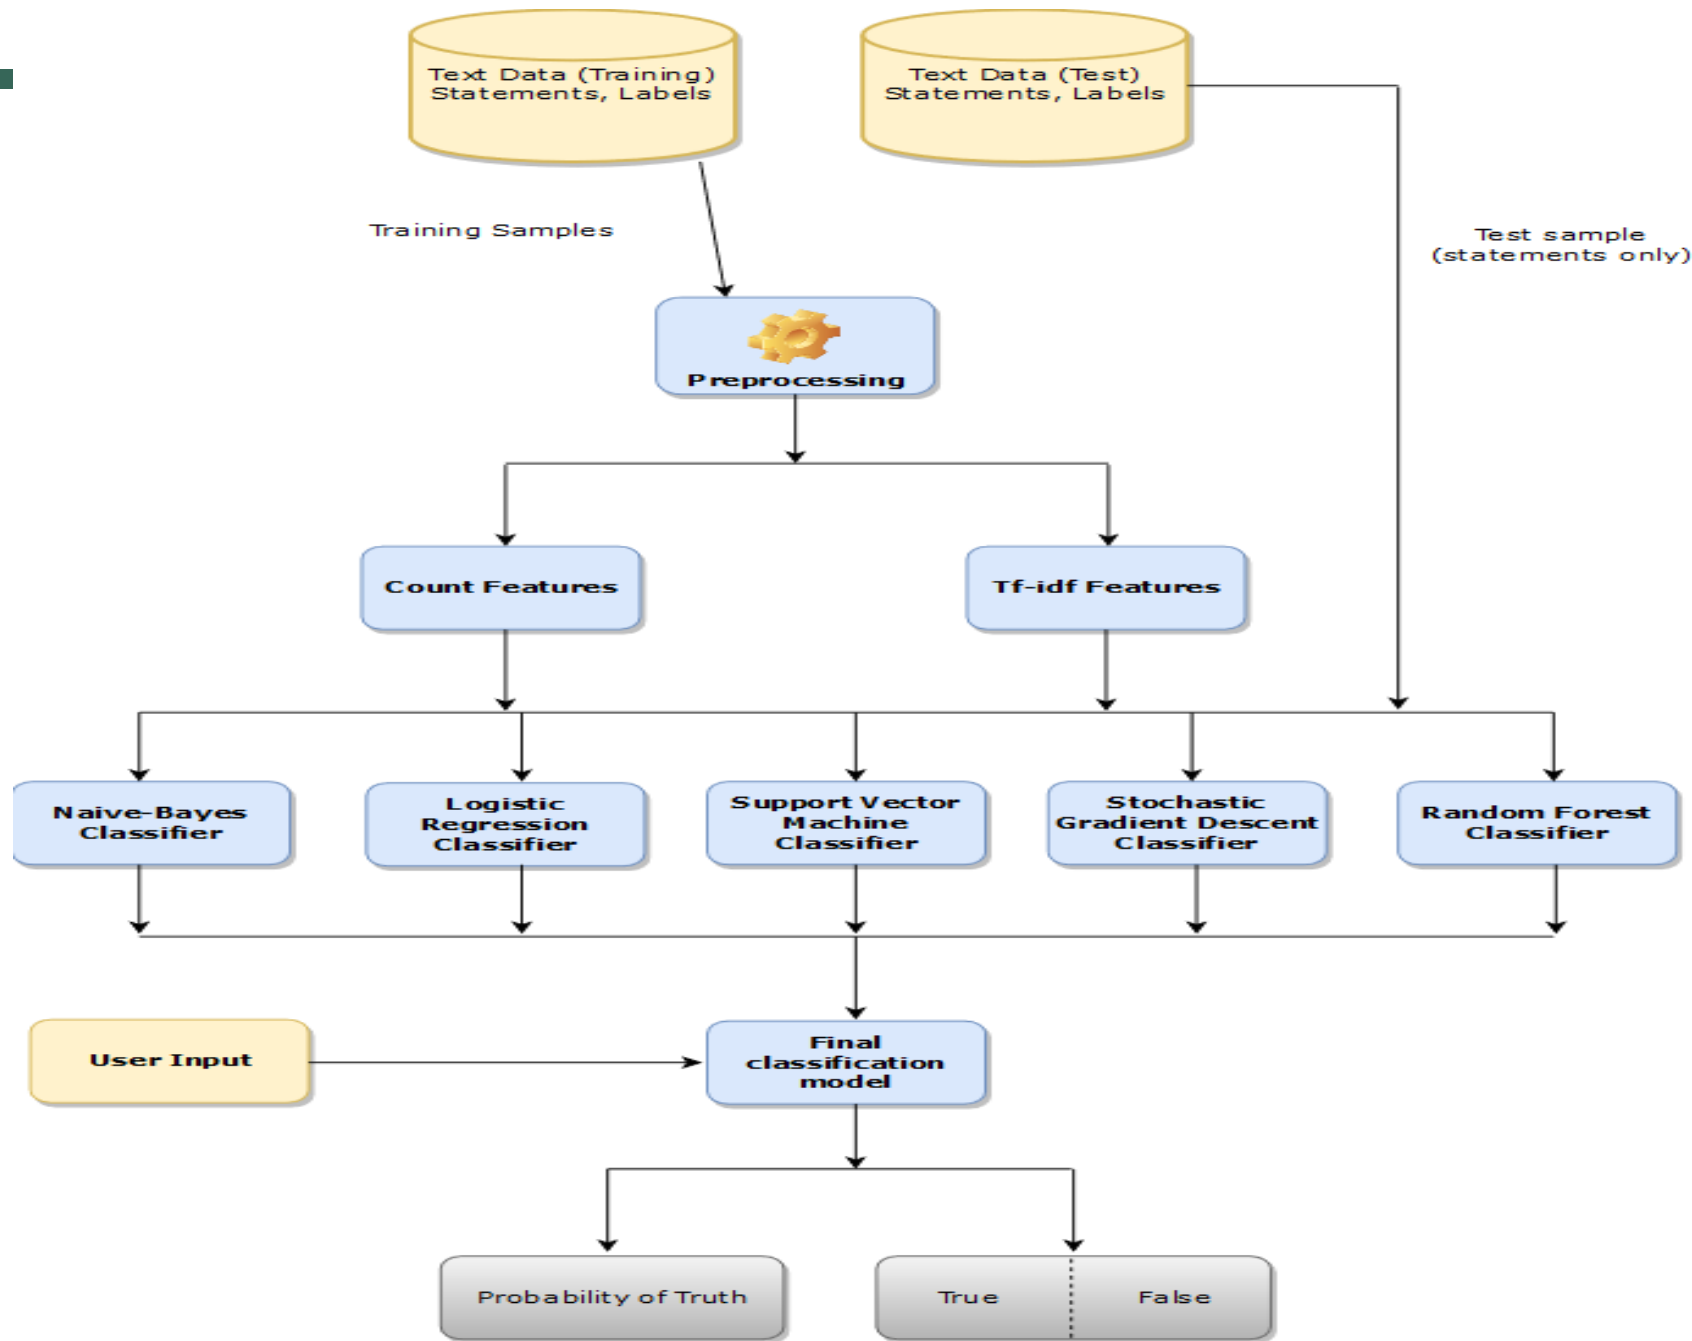 Text Data (Training)
Statements, Labels
Text Data (Test)
Statements, Labels
Training Samples
Test sample
(statements only)
Preprocessing
Count Features
Tf-idf Features
Naive-Bayes
Classifier
Logistic
Regression
Classifier
Support Vector
Machine
Classifier
Stochastic
Gradient Descent
Classifier
Random Forest
Classifier
User Input
Final
classification
model
Probability of Truth
True
False